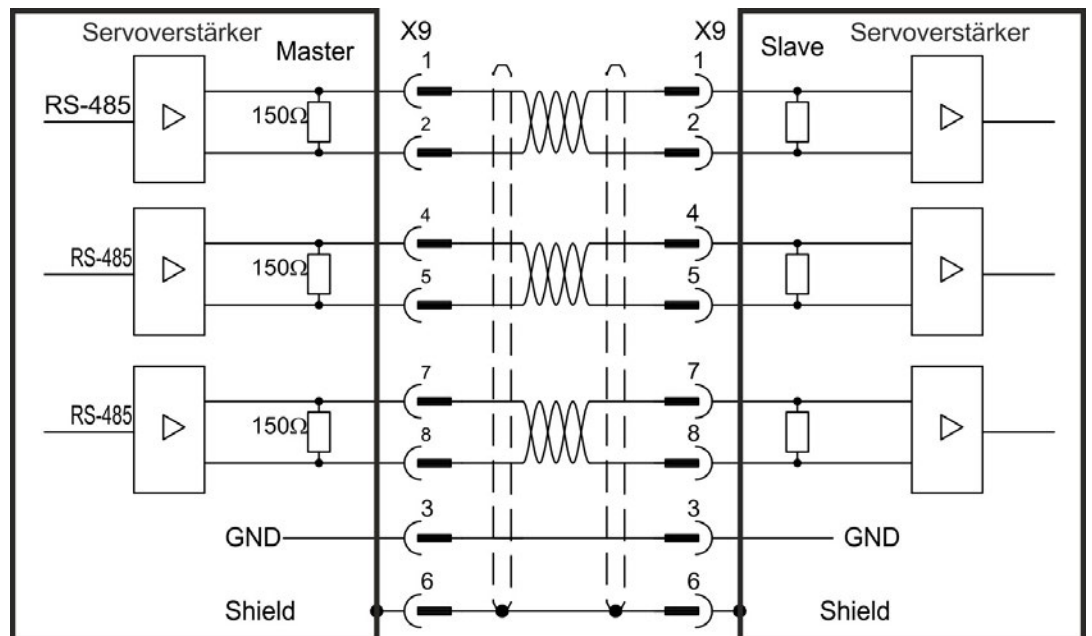 Servoverstärker
Master
X9
X9
Slave
Servoverstärker
1
1
RS-485
150Ω
2
2
4
4
RS-485
150Ω
5
5
7
7
RS-485
150Ω
8
8
3
3
GND
GND
6
6
Shield
Shield